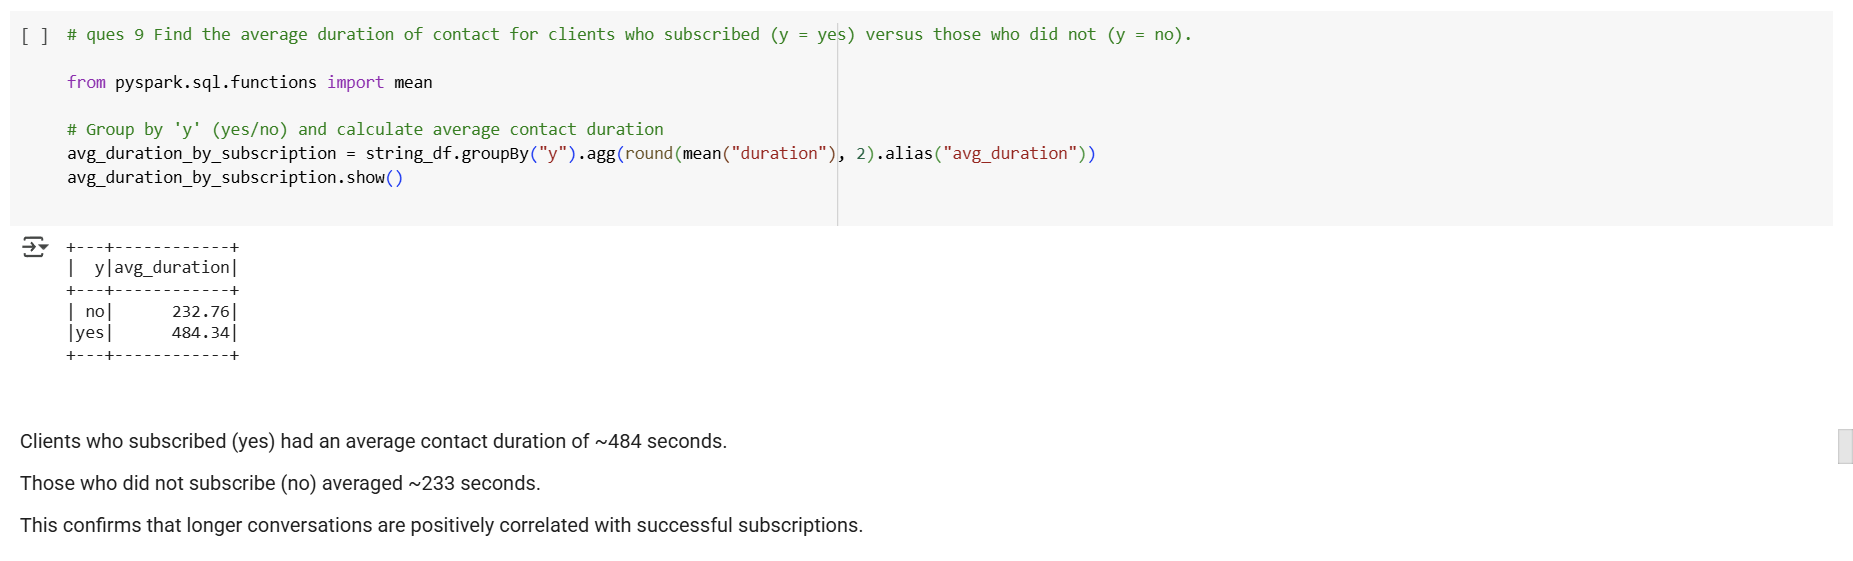 [ ] # ques 9 Find the average duration of contact for clients who subscribed (y = yes) versus those who did not (y = no).
from pyspark.sql.functions import mean
# Group by 'y' (yes/no) and calculate average contact duration
avg_duration_by_subscription = string_df.groupBy("y").agg(round(mean("duration"), 2).alias("avg_duration"))
avg_duration_by_subscription.show()
+---+------------+
|  y|avg_duration|
+---+------------+
| no|      232.76|
|yes|      484.34|
+---+------------+
Clients who subscribed (yes) had an average contact duration of ~484 seconds.
Those who did not subscribe (no) averaged ~233 seconds.
This confirms that longer conversations are positively correlated with successful subscriptions.